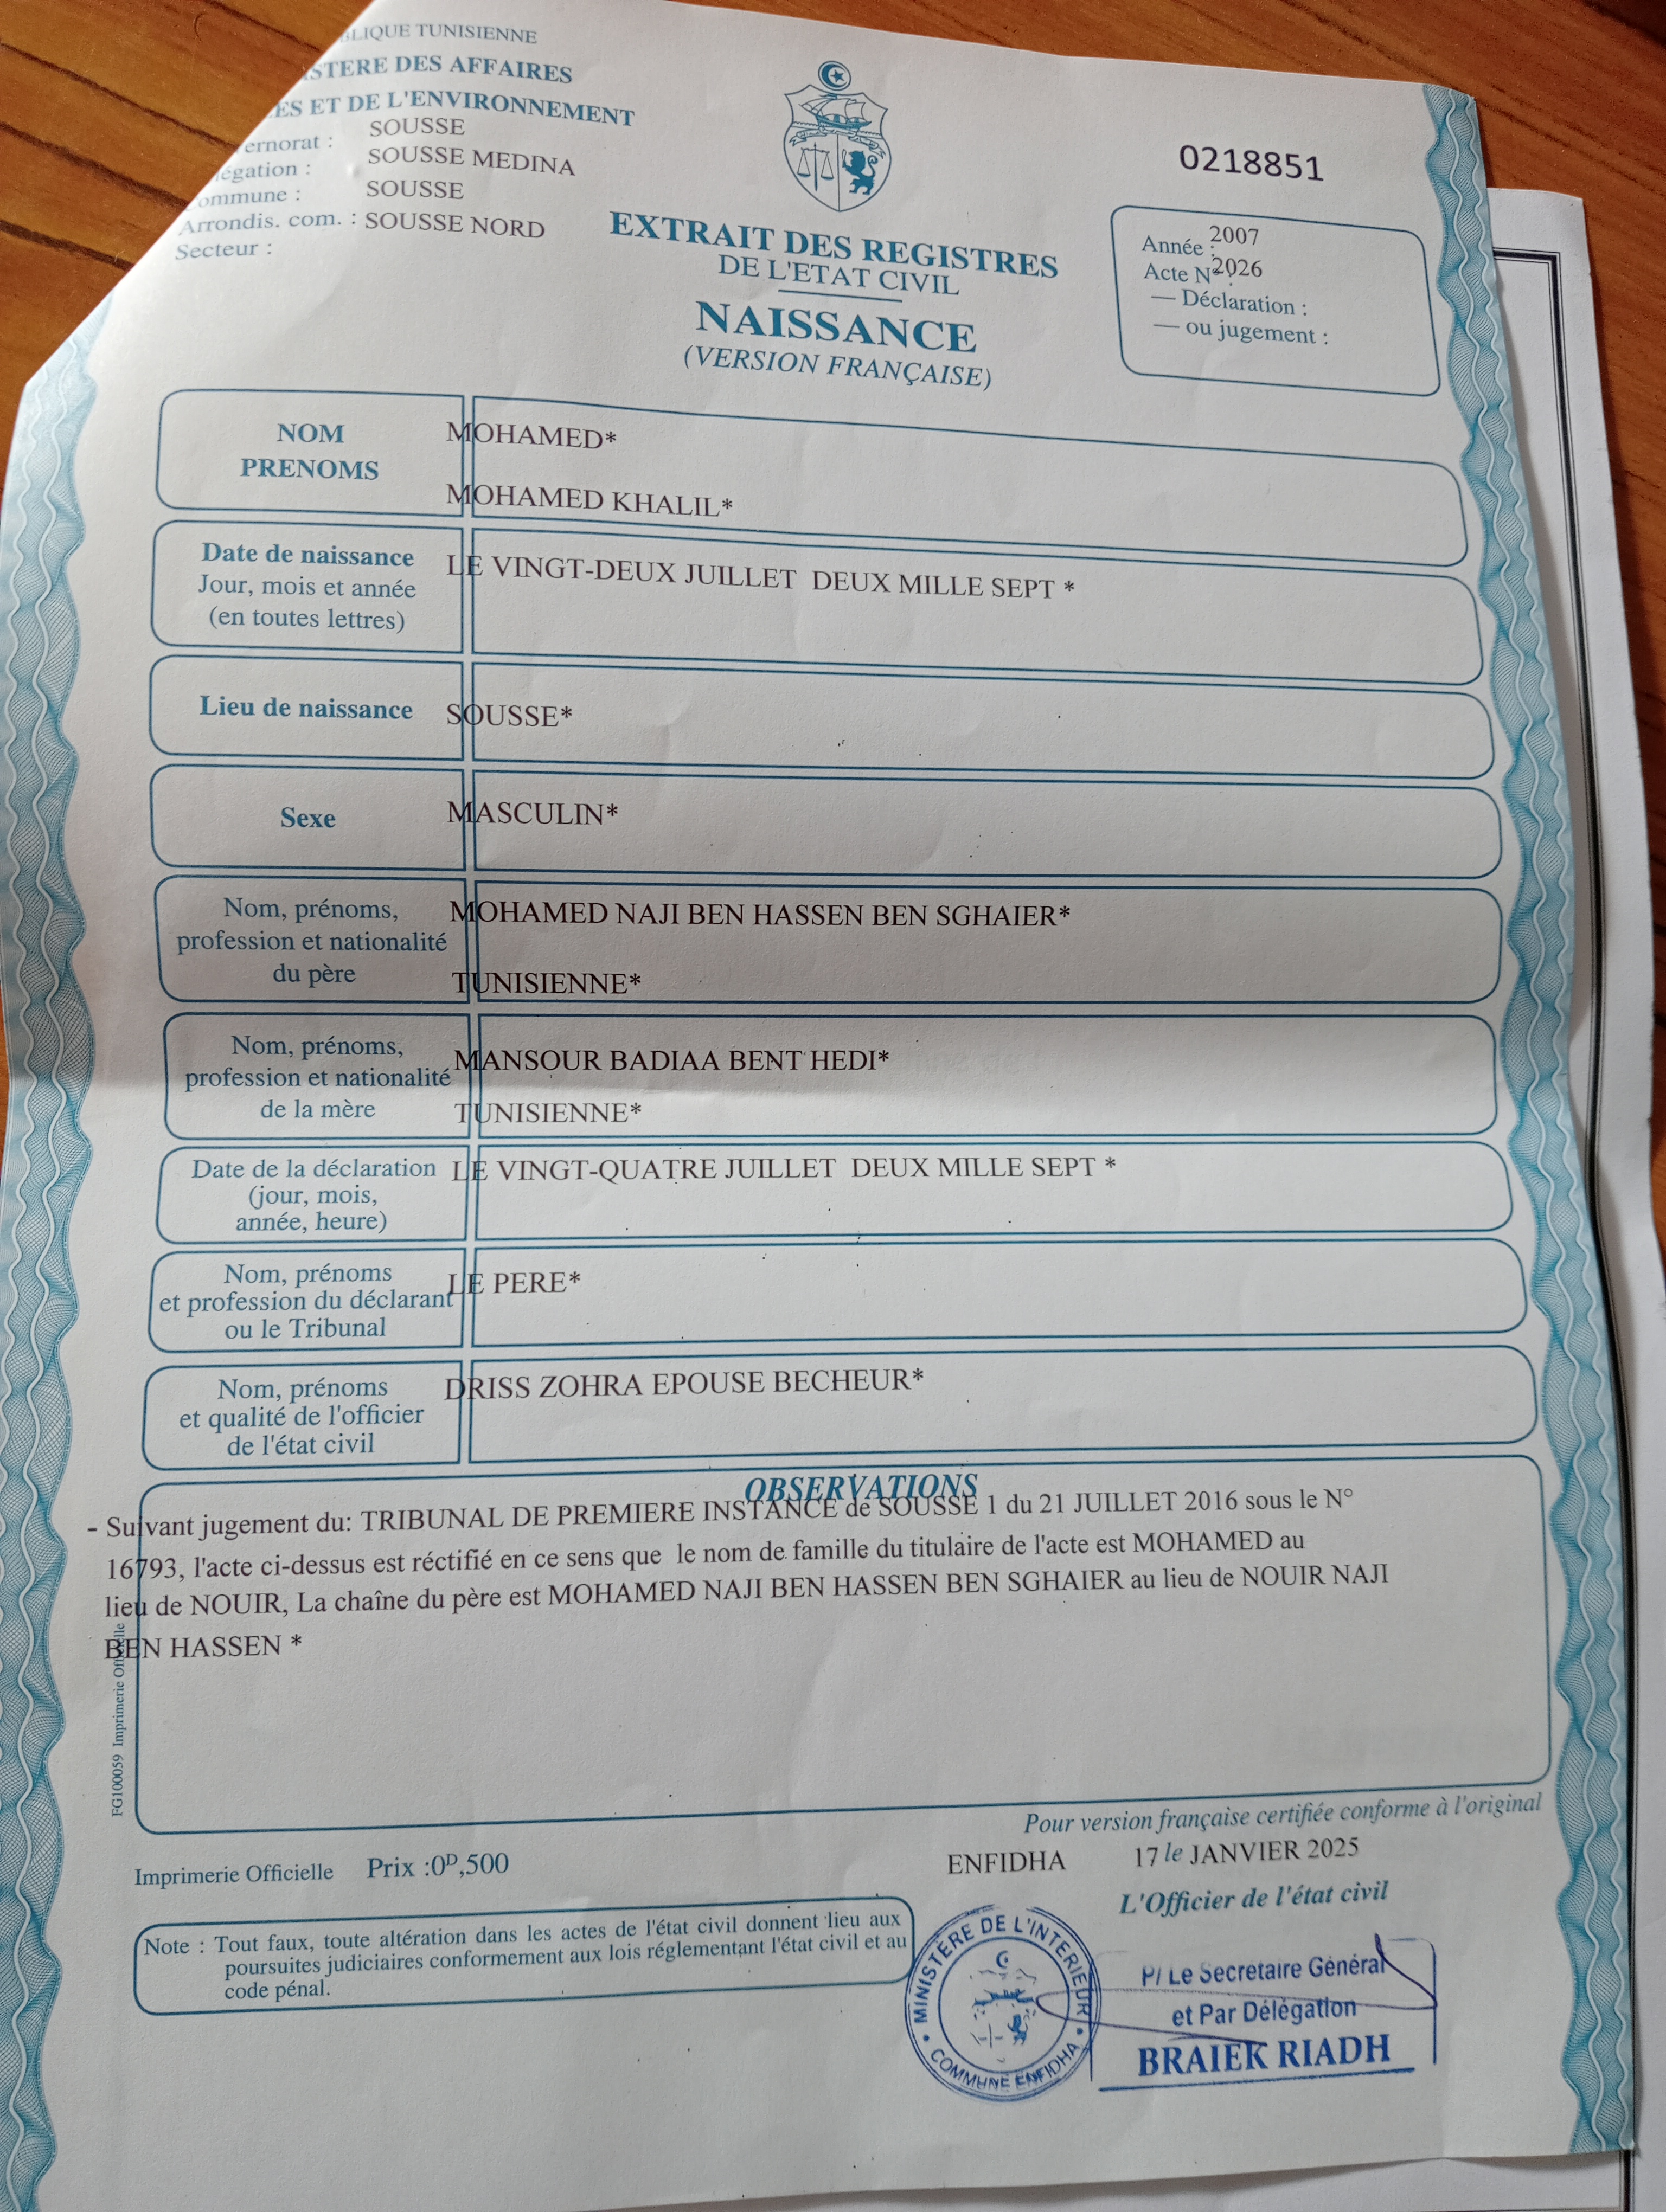 BLIQUE TUNISIENNE
STERE DES AFFAIRES
ES ET DE L'ENVIRONNEMENT
ernorat : SOUSSE
égation : SOUSSE MEDINA
ommune : SOUSSE
Arrondis. com. : SOUSSE NORD
Secteur :
0218851
EXTRAIT DES REGISTRES
DE L'ETAT CIVIL
NAISSANCE
(VERSION FRANÇAISE)
Année : 2007
Acte N° : 2026
— Déclaration :
— ou jugement :
NOM
PRENOMS
MOHAMED*
MOHAMED KHALIL*
Date de naissance
Jour, mois et année
(en toutes lettres)
LE VINGT-DEUX JUILLET DEUX MILLE SEPT *
Lieu de naissance
SOUSSE*
Sexe
MASCULIN*
Nom, prénoms,
profession et nationalité
du père
MOHAMED NAJI BEN HASSEN BEN SGHAIER*
TUNISIENNE*
Nom, prénoms,
profession et nationalité
de la mère
MANSOUR BADIAA BENT HEDI*
TUNISIENNE*
Date de la déclaration
(jour, mois,
année, heure)
LE VINGT-QUATRE JUILLET DEUX MILLE SEPT *
Nom, prénoms
et profession du déclarant
ou le Tribunal
LE PERE*
Nom, prénoms
et qualité de l'officier
de l'état civil
DRISS ZOHRA EPOUSE BECHEUR*
OBSERVATIONS
- Suivant jugement du: TRIBUNAL DE PREMIERE INSTANCE de SOUSSE 1 du 21 JUILLET 2016 sous le N°
16793, l'acte ci-dessus est réctifié en ce sens que le nom de famille du titulaire de l'acte est MOHAMED au
lieu de NOUIR, La chaîne du père est MOHAMED NAJI BEN HASSEN BEN SGHAIER au lieu de NOUIR NAJI
BEN HASSEN *
FG100059 Imprimerie Officielle
Pour version française certifiée conforme à l'original
Imprimerie Officielle Prix :0D,500
ENFIDHA 17 le JANVIER 2025
L'Officier de l'état civil
Note : Tout faux, toute altération dans les actes de l'état civil donnent lieu aux
poursuites judiciaires conformement aux lois réglementant l'état civil et au
code pénal.
MINISTÈRE DE L'INTERIEUR
COMMUNE ENFIDHA
P/ Le Secretaire Général
et Par Délégation
BRAIEK RIADH